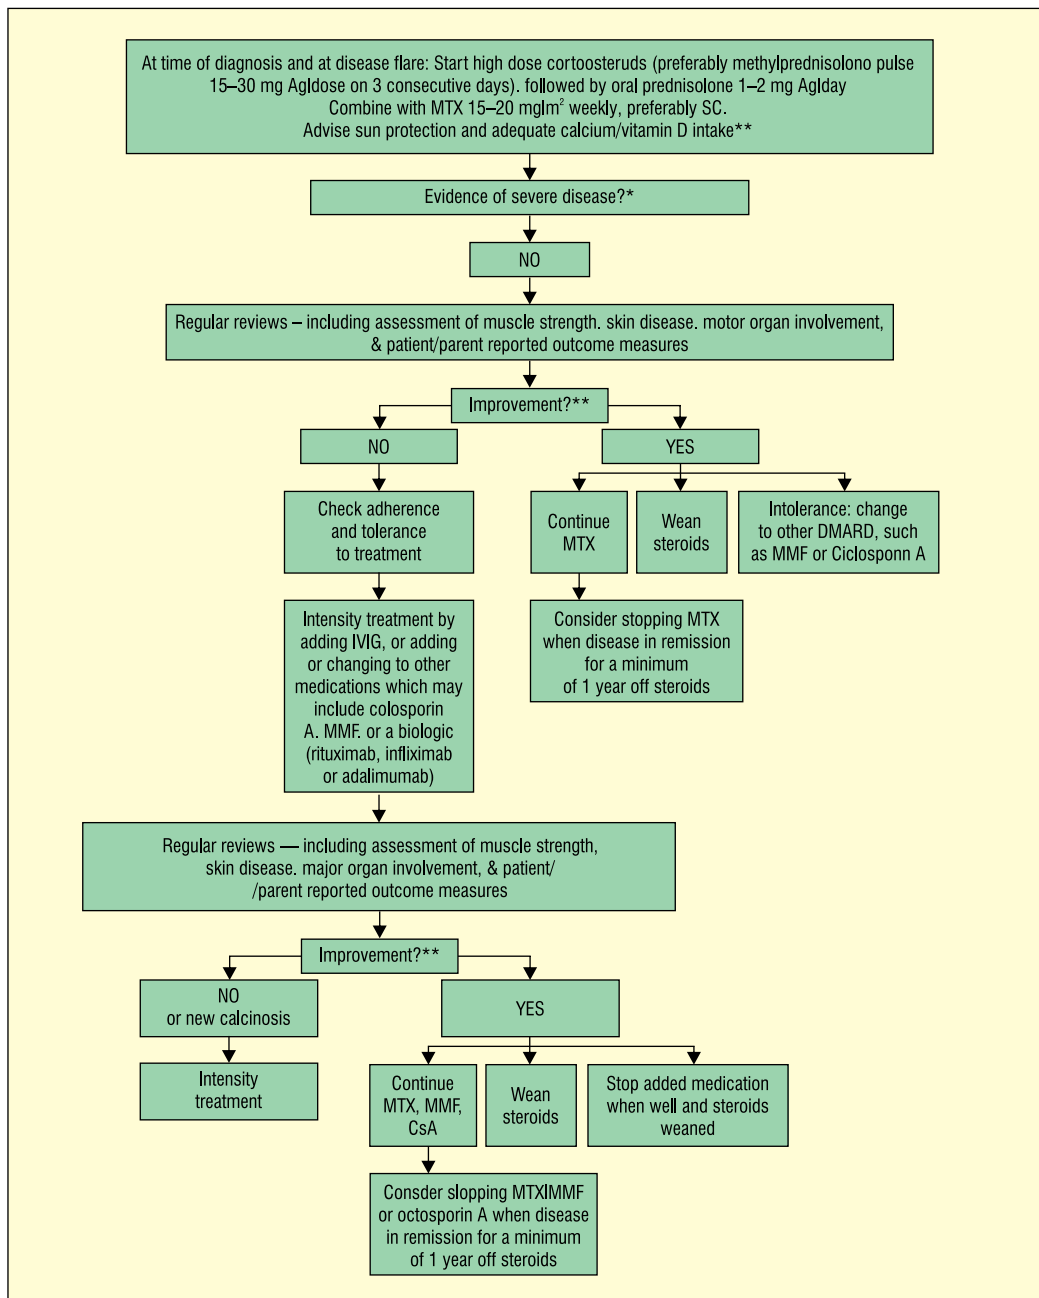 At time of diagnosis and at disease flare: Start high dose cortoosteruds (preferably methylprednisolono pulse
15–30 mg Agldose on 3 consecutive days). followed by oral prednisolone 1–2 mg Aglday
Combine with MTX 15–20 mglm² weekly, preferably SC.
Advise sun protection and adequate calcium/vitamin D intake**
Evidence of severe disease?*
NO
Regular reviews – including assessment of muscle strength. skin disease. motor organ involvement,
& patient/parent reported outcome measures
Improvement?**
NO
YES
Check adherence
and tolerance
to treatment
Continue
MTX
Wean
steroids
Intolerance: change
to other DMARD, such
as MMF or Ciclosponn A
Intensity treatment by
adding IVIG, or adding
or changing to other
medications which may
include colosporin
A. MMF. or a biologic
(rituximab, infliximab
or adalimumab)
Consider stopping MTX
when disease in remission
for a minimum
of 1 year off steroids
Regular reviews — including assessment of muscle strength,
skin disease. major organ involvement, & patient/
/parent reported outcome measures
Improvement?**
NO
or new calcinosis
YES
Intensity
treatment
Continue
MTX, MMF,
CsA
Wean
steroids
Stop added medication
when well and steroids
weaned
Consder slopping MTXIMMF
or octosporin A when disease
in remission for a minimum
of 1 year off steroids